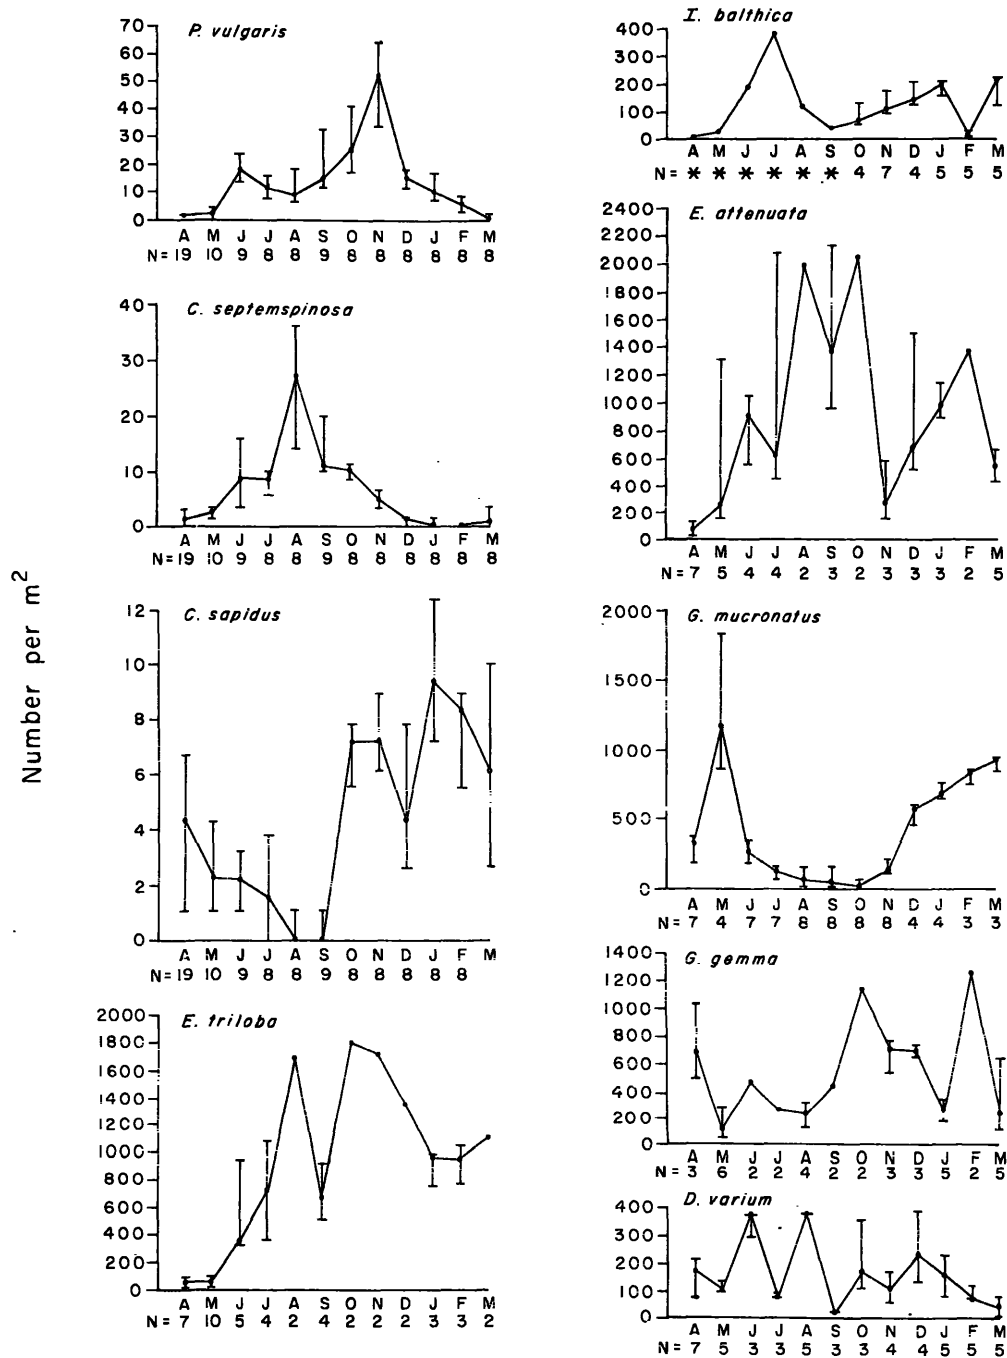 Number per m2
P. vulgaris
70
60
50
40
30
20
10
0
A M J J A S O N D J F M
N= 19 10 9 8 8 9 8 8 8 8 8 8
C. septemspinosa
40
30
20
10
0
A M J J A S O N D J F M
N= 19 10 9 8 8 9 8 8 8 8 8 8
C. sapidus
12
10
8
6
4
2
0
A M J J A S O N D J F M
N= 19 10 9 8 8 9 8 8 8 8 8
E. triloba
2000
1800
1600
1400
1200
1000
800
600
400
200
0
A M J J A S O N D J F M
N= 7 10 5 4 2 4 2 2 2 3 3 2
I. balthica
400
300
200
100
0
A M J J A S O N D J F M
N= * * * * * * 4 7 4 5 5 5
E. attenuata
2400
2200
2000
1800
1600
1400
1200
1000
800
600
400
200
0
A M J J A S O N D J F M
N= 7 5 4 4 2 3 2 3 3 3 2 5
G. mucronatus
2000
1500
1000
500
0
A M J J A S O N D J F M
N= 7 4 7 7 8 8 8 8 4 4 3 3
G. gemma
1400
1200
1000
800
600
400
200
0
A M J J A S O N D J F M
N= 3 6 2 2 4 2 2 3 3 5 2 5
D. varium
400
300
200
100
0
A M J J A S O N D J F M
N= 7 5 3 3 5 3 3 4 4 5 5 5